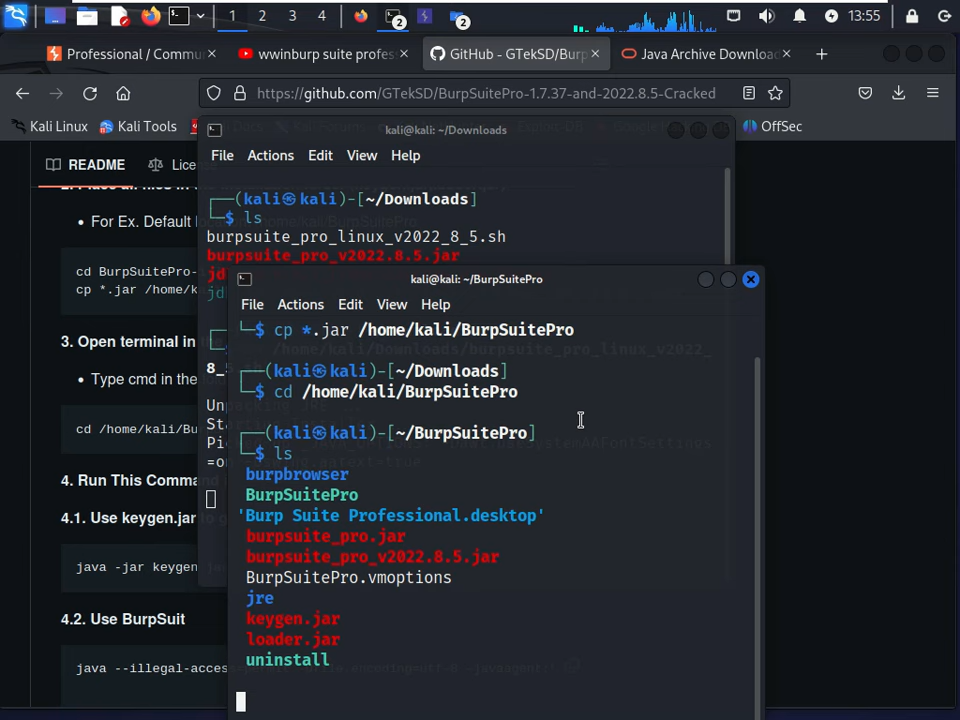 1 2 3 4 2 2 13:55
Professional / Commu × wwinburp suite profes × GitHub - GTekSD/Burp × Java Archive Download × +
https://github.com/GTekSD/BurpSuitePro-1.7.37-and-2022.8.5-Cracked
Kali Linux Kali Tools OffSec
kali@kali: ~/Downloads
File Actions Edit View Help
README
┌──(kali㉿kali)-[~/Downloads]
└─$ ls
burpsuite_pro_linux_v2022_8_5.sh
burpsuite_pro_v2022.8.5.jar
For Ex. Default
cd BurpSuitePro-
cp *.jar /home/k
3. Open terminal in
Type cmd in the
cd /home/kali/Bu
4. Run This Command
4.1. Use keygen.jar
java -jar keygen
4.2. Use BurpSuit
java --illegal-acces
kali@kali: ~/BurpSuitePro
File Actions Edit View Help
└─$ cp *.jar /home/kali/BurpSuitePro
┌──(kali㉿kali)-[~/Downloads]
└─$ cd /home/kali/BurpSuitePro
┌──(kali㉿kali)-[~/BurpSuitePro]
└─$ ls
burpbrowser
BurpSuitePro
'Burp Suite Professional.desktop'
burpsuite_pro.jar
burpsuite_pro_v2022.8.5.jar
BurpSuitePro.vmoptions
jre
keygen.jar
loader.jar
uninstall